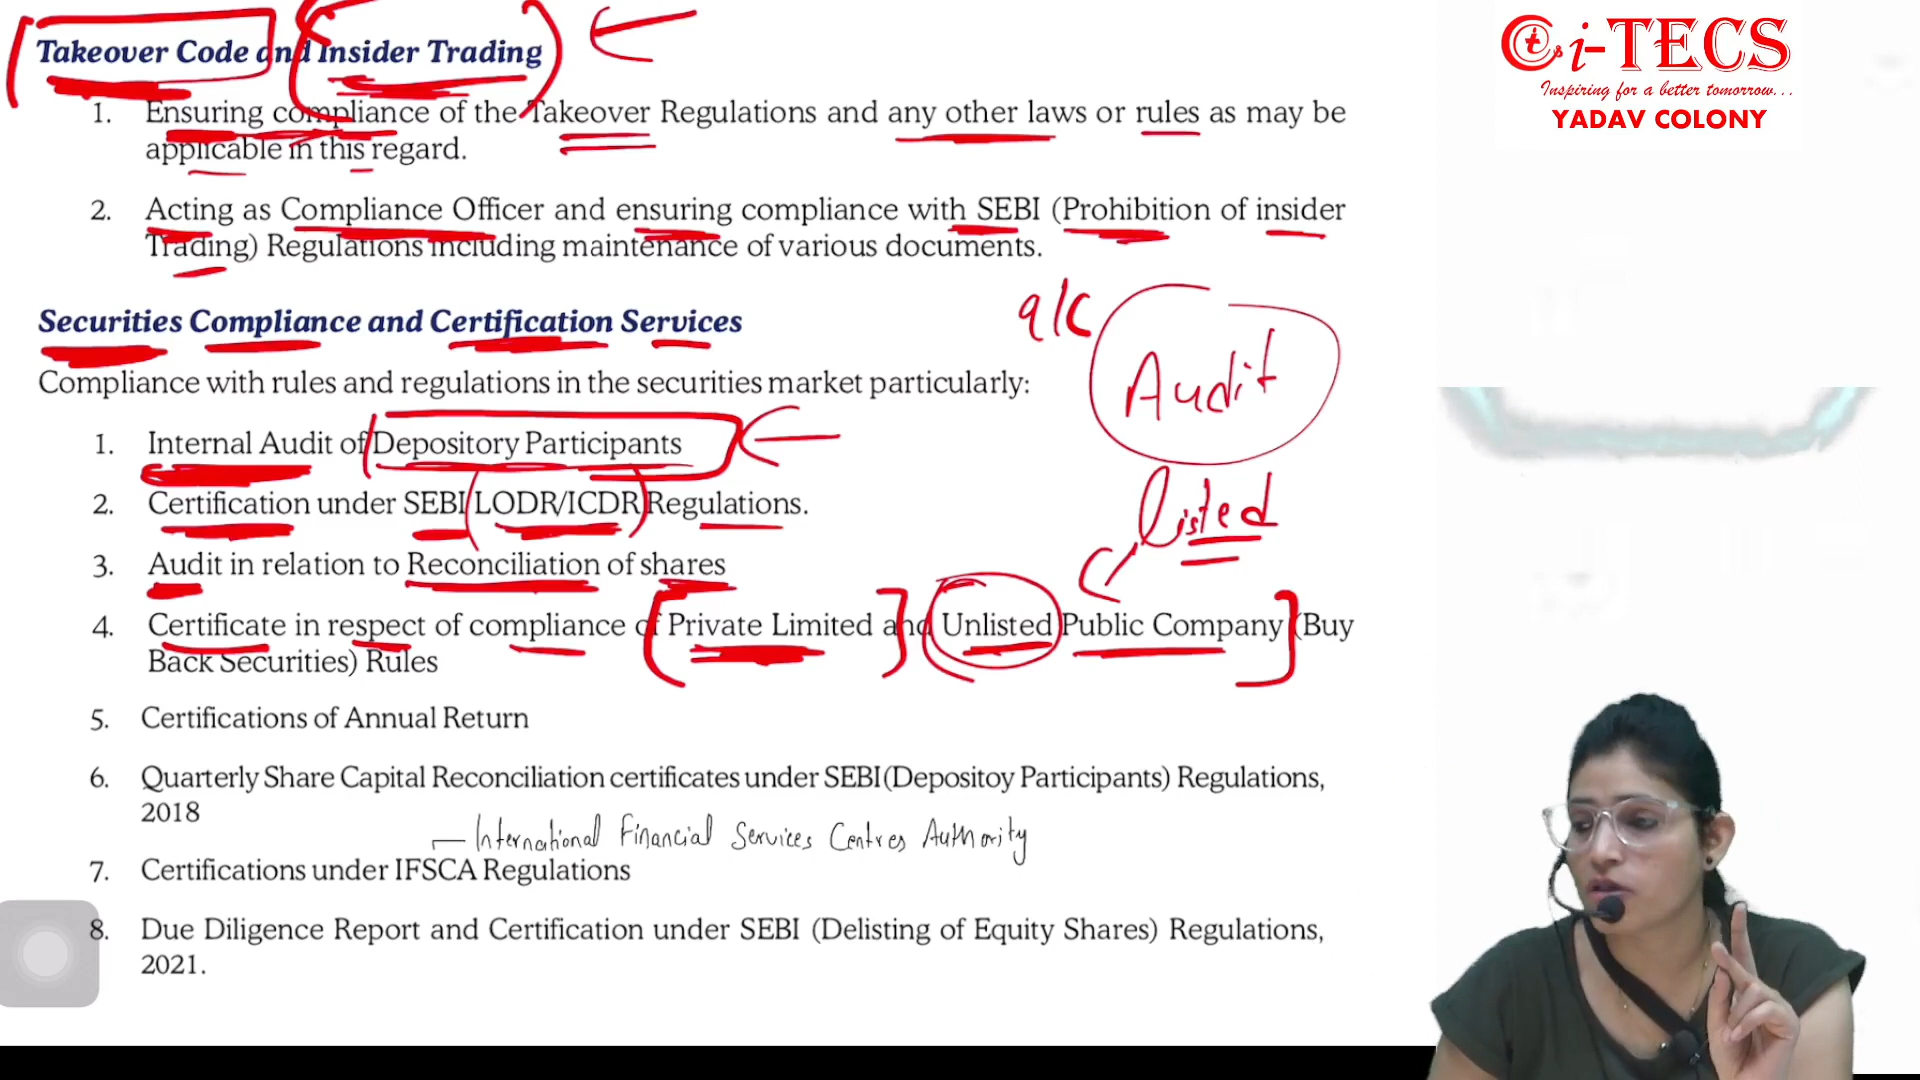 Takeover Code and Insider Trading
1. Ensuring compliance of the Takeover Regulations and any other laws or rules as may be
applicable in this regard.
2. Acting as Compliance Officer and ensuring compliance with SEBI (Prohibition of insider
Trading) Regulations including maintenance of various documents.
Securities Compliance and Certification Services
a/c
Audit
Compliance with rules and regulations in the securities market particularly:
1. Internal Audit of Depository Participants
2. Certification under SEBI LODR/ICDR Regulations.
listed
3. Audit in relation to Reconciliation of shares
4. Certificate in respect of compliance of Private Limited and Unlisted Public Company (Buy
Back Securities) Rules
5. Certifications of Annual Return
6. Quarterly Share Capital Reconciliation certificates under SEBI(Depositoy Participants) Regulations,
2018
— International Financial Services Centres Authority
7. Certifications under IFSCA Regulations
8. Due Diligence Report and Certification under SEBI (Delisting of Equity Shares) Regulations,
2021.
i-TECS
Inspiring for a better tomorrow...
YADAV COLONY